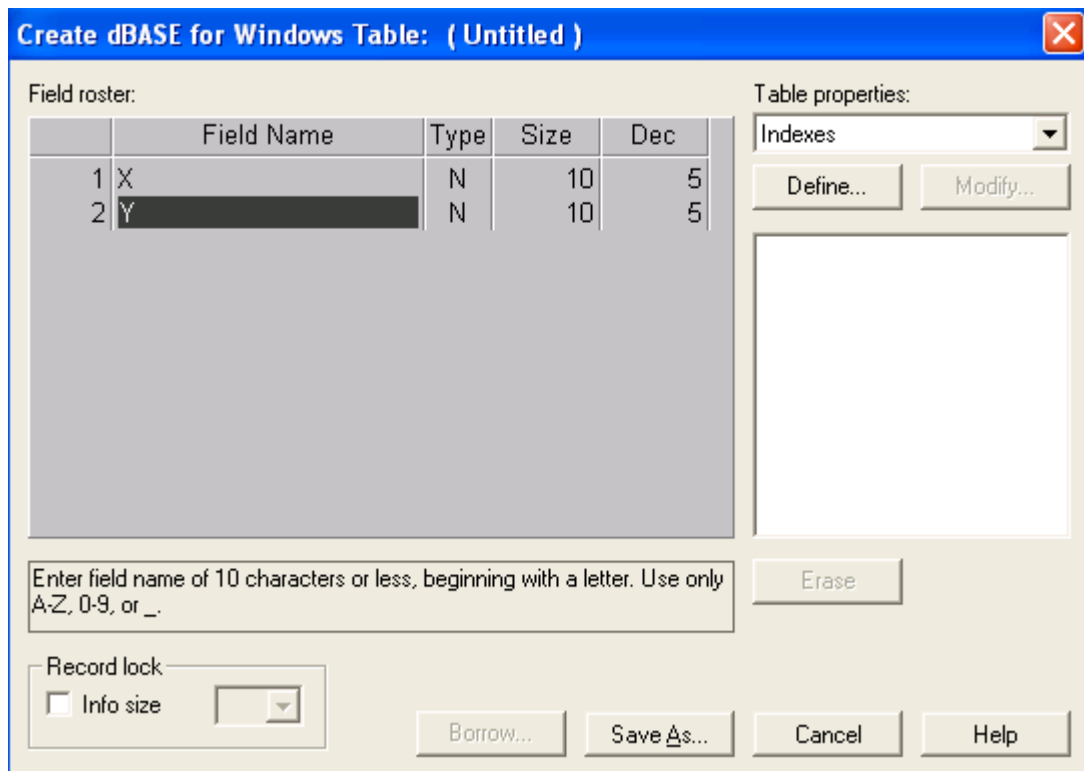 Create dBASE for Windows Table: ( Untitled )
Field roster:
Field Name Type Size Dec
1 X N 10 5
2 Y N 10 5
Enter field name of 10 characters or less, beginning with a letter. Use only
A-Z, 0-9, or _.
Record lock
Info size
Table properties:
Indexes
Define... Modify...
Erase
Borrow... Save As... Cancel Help